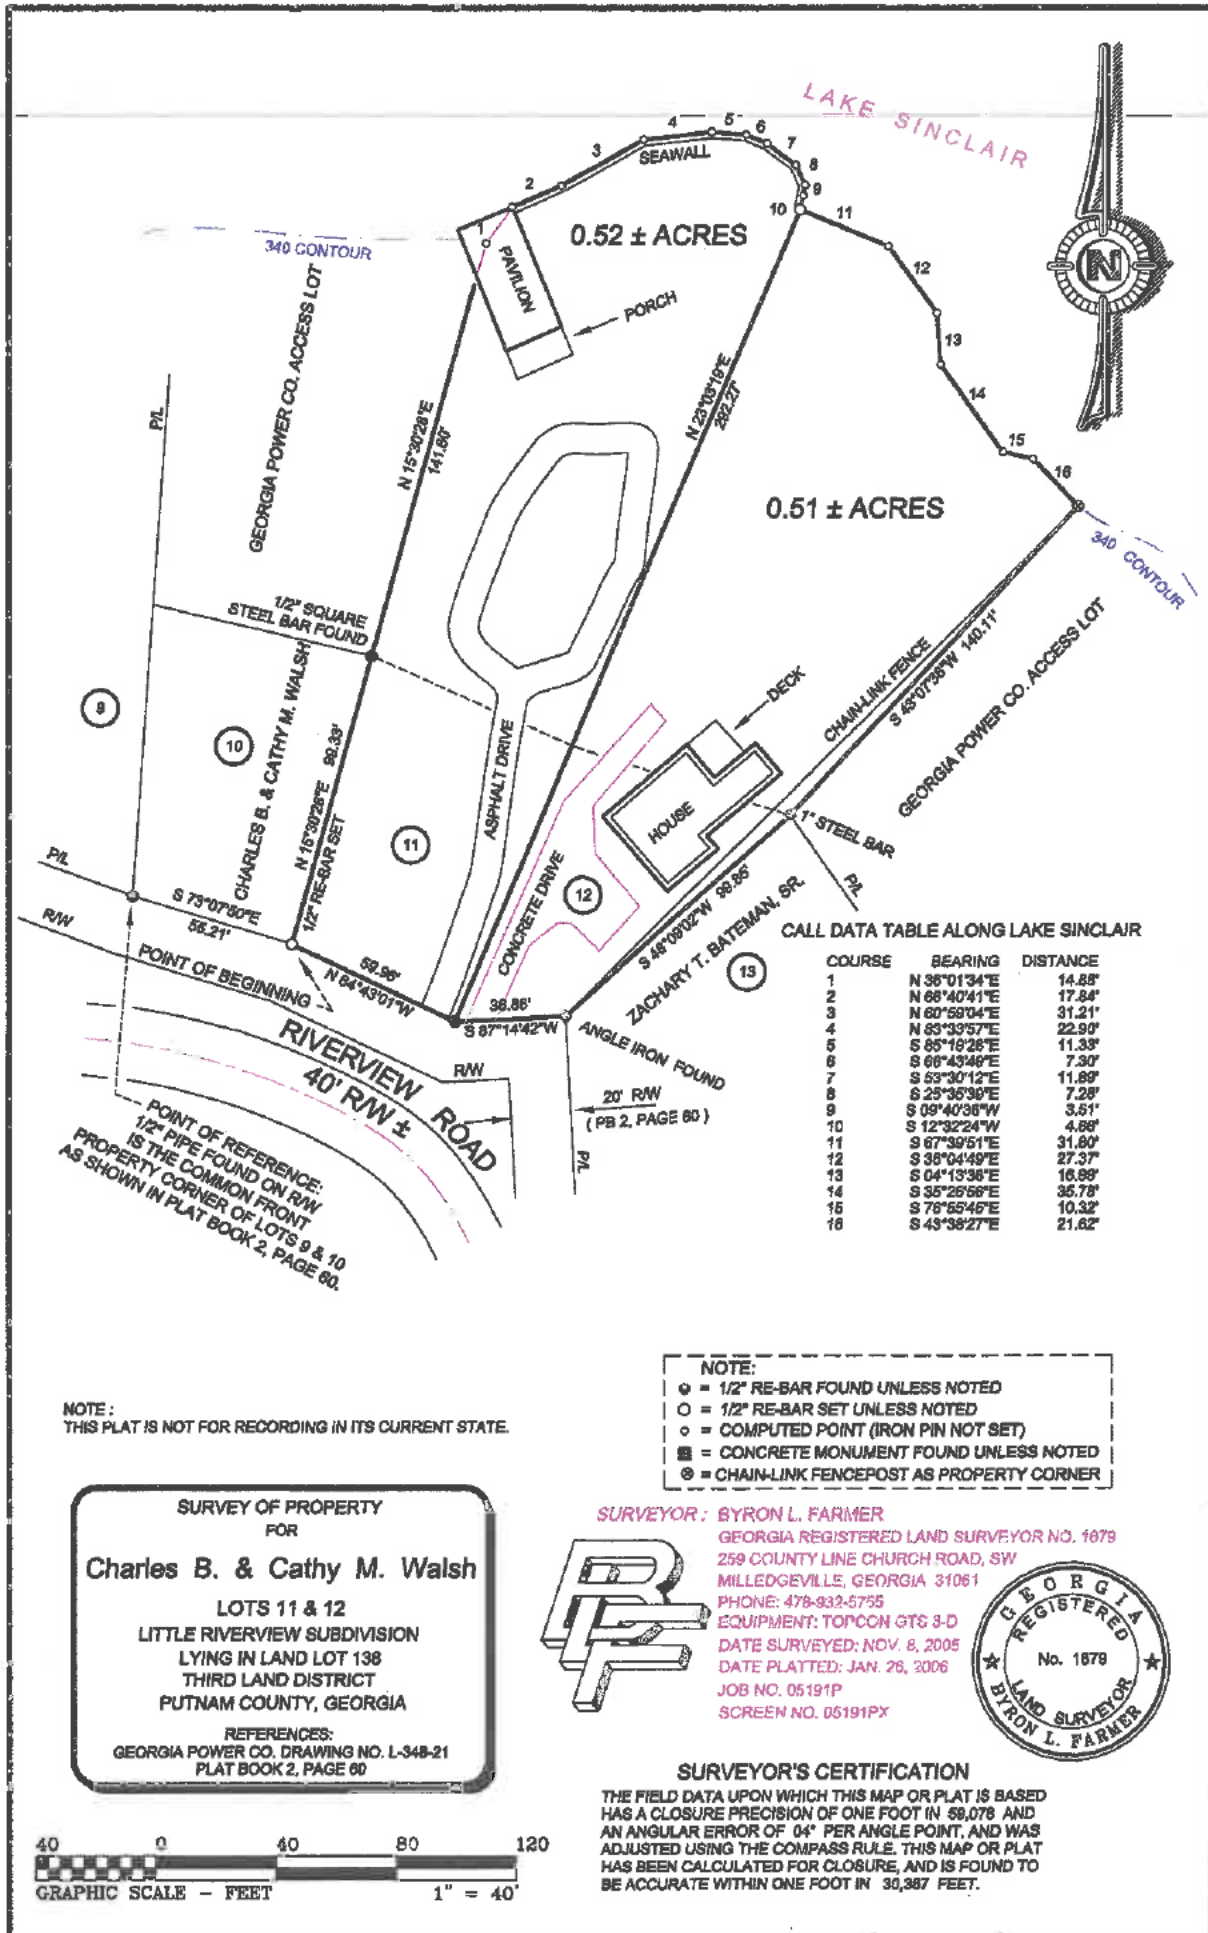 LAKE SINCLAIR
1
2
3
4
5
6
7
8
9
10
11
12
13
14
15
16
SEAWALL
N
340 CONTOUR
0.52 ± ACRES
PAVILION
PORCH
GEORGIA POWER CO. ACCESS LOT
P/L
N 15°30'28"E
141.60'
N 23°03'19"E
292.27'
0.51 ± ACRES
340 CONTOUR
1/2" SQUARE
STEEL BAR FOUND
CHAIN-LINK FENCE
S 43°07'38"W 140.11'
GEORGIA POWER CO. ACCESS LOT
DECK
9
10
CHARLES B. & CATHY M. WALSH
N 15°30'28"E 99.33'
1/2" RE-BAR SET
11
ASPHALT DRIVE
HOUSE
1" STEEL BAR
P/L
CONCRETE DRIVE
12
P/L
R/W
S 73°07'50"E
55.21'
POINT OF BEGINNING
59.96'
N 64°43'01"W
36.86'
S 87°14'42"W
S 48°09'02"W 99.85'
ZACHARY T. BATEMAN, SR.
13
ANGLE IRON FOUND
RIVERVIEW ROAD
40' R/W ±
R/W
20' R/W
( PB 2, PAGE 60 )
P/L
POINT OF REFERENCE:
1/2" PIPE FOUND ON R/W
IS THE COMMON FRONT
PROPERTY CORNER OF LOTS 9 & 10
AS SHOWN IN PLAT BOOK 2, PAGE 60.
CALL DATA TABLE ALONG LAKE SINCLAIR
COURSE BEARING DISTANCE
1 N 36°01'34"E 14.88'
2 N 66°40'41"E 17.84'
3 N 60°59'04"E 31.21'
4 N 83°33'57"E 22.90'
5 S 85°19'26"E 11.33'
6 S 66°43'49"E 7.30'
7 S 53°30'12"E 11.89'
8 S 25°35'39"E 7.28'
9 S 09°40'36"W 3.51'
10 S 12°32'24"W 4.68'
11 S 67°39'51"E 31.80'
12 S 36°04'49"E 27.37'
13 S 04°13'36"E 16.98'
14 S 35°26'56"E 35.78'
15 S 76°55'45"E 10.32'
16 S 43°38'27"E 21.62'
NOTE:
= 1/2" RE-BAR FOUND UNLESS NOTED
= 1/2" RE-BAR SET UNLESS NOTED
= COMPUTED POINT (IRON PIN NOT SET)
= CONCRETE MONUMENT FOUND UNLESS NOTED
= CHAIN-LINK FENCEPOST AS PROPERTY CORNER
NOTE :
THIS PLAT IS NOT FOR RECORDING IN ITS CURRENT STATE.
SURVEY OF PROPERTY
FOR
Charles B. & Cathy M. Walsh
LOTS 11 & 12
LITTLE RIVERVIEW SUBDIVISION
LYING IN LAND LOT 138
THIRD LAND DISTRICT
PUTNAM COUNTY, GEORGIA
REFERENCES:
GEORGIA POWER CO. DRAWING NO. L-348-21
PLAT BOOK 2, PAGE 60
SURVEYOR : BYRON L. FARMER
GEORGIA REGISTERED LAND SURVEYOR NO. 1679
259 COUNTY LINE CHURCH ROAD, SW
MILLEDGEVILLE, GEORGIA 31061
PHONE: 478-932-5755
EQUIPMENT: TOPCON GTS 3-D
DATE SURVEYED: NOV. 8, 2005
DATE PLATTED: JAN. 26, 2006
JOB NO. 05191P
SCREEN NO. 05191PX
GEORGIA
REGISTERED
No. 1679
LAND SURVEYOR
BYRON L. FARMER
SURVEYOR'S CERTIFICATION
THE FIELD DATA UPON WHICH THIS MAP OR PLAT IS BASED
HAS A CLOSURE PRECISION OF ONE FOOT IN 59,078 AND
AN ANGULAR ERROR OF 04" PER ANGLE POINT, AND WAS
ADJUSTED USING THE COMPASS RULE. THIS MAP OR PLAT
HAS BEEN CALCULATED FOR CLOSURE, AND IS FOUND TO
BE ACCURATE WITHIN ONE FOOT IN 30,387 FEET.
40 0 40 80 120
GRAPHIC SCALE - FEET 1" = 40'